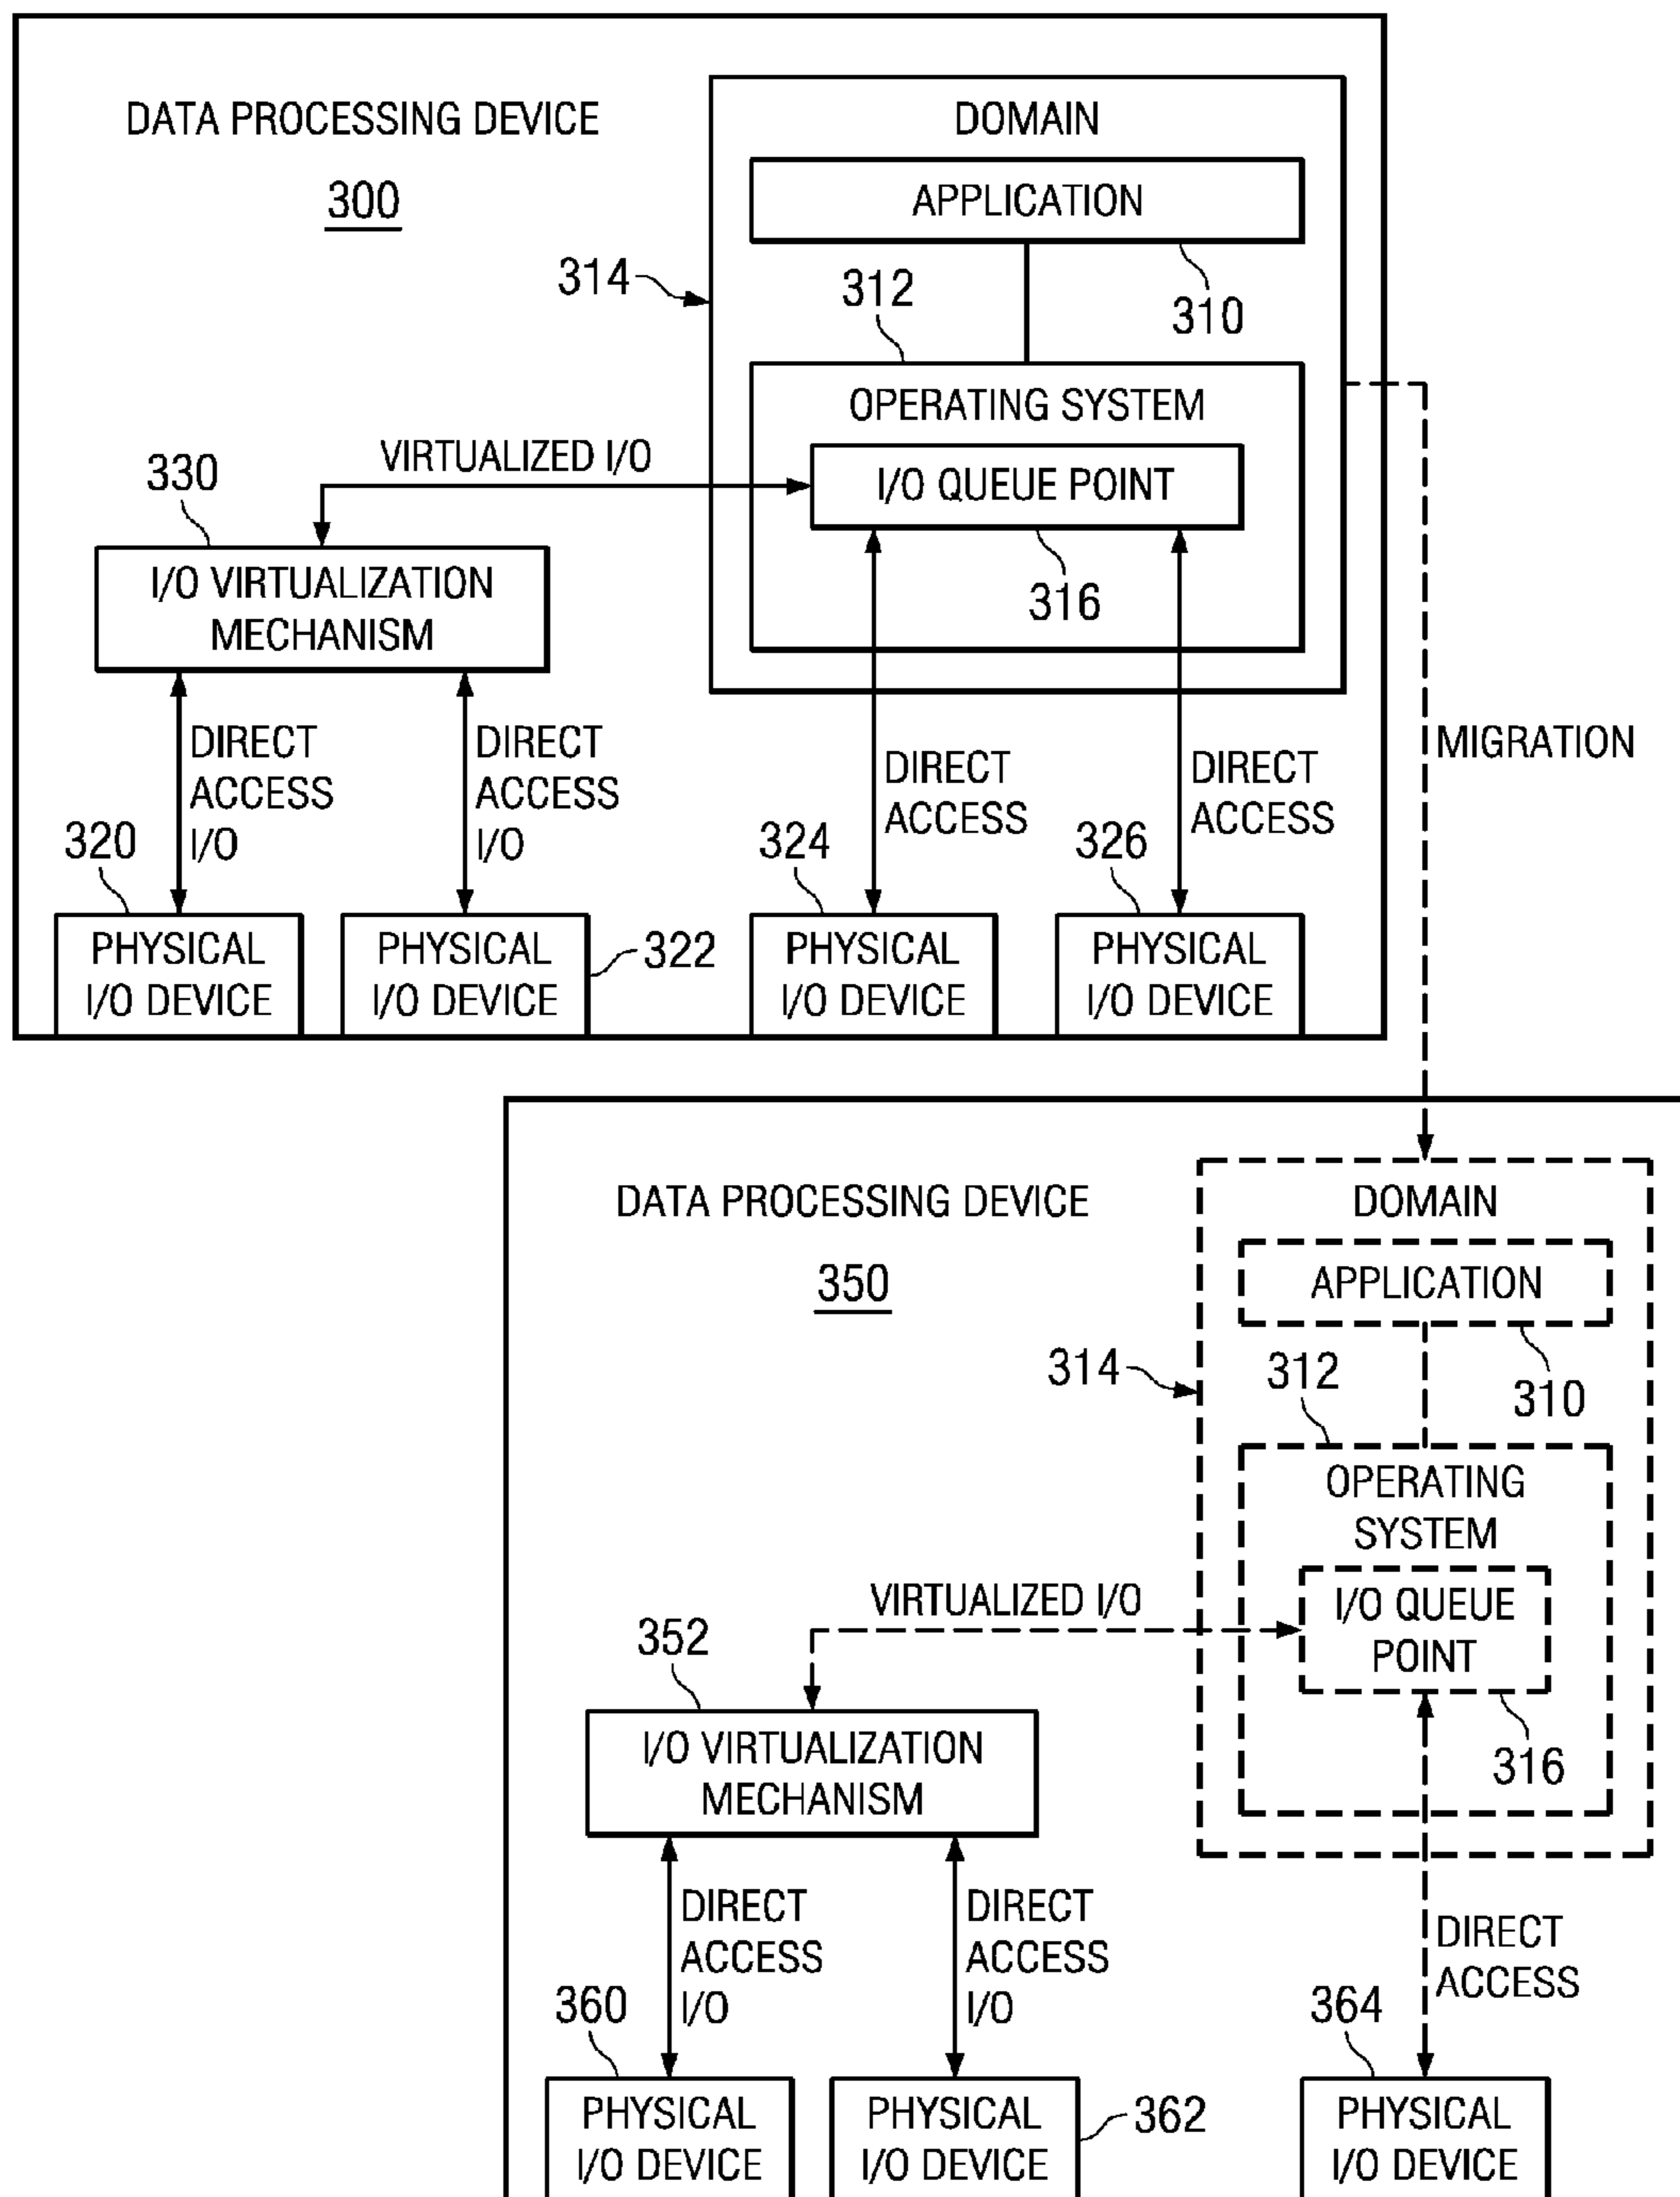 DATA PROCESSING DEVICE
300
DOMAIN
APPLICATION
314
312
310
OPERATING SYSTEM
VIRTUALIZED I/O
I/O QUEUE POINT
330
316
I/O VIRTUALIZATION
MECHANISM
DIRECT
ACCESS
I/O
DIRECT
ACCESS
I/O
DIRECT
ACCESS
DIRECT
ACCESS
MIGRATION
320
324
326
PHYSICAL
I/O DEVICE
PHYSICAL
I/O DEVICE
322
PHYSICAL
I/O DEVICE
PHYSICAL
I/O DEVICE
DATA PROCESSING DEVICE
350
DOMAIN
APPLICATION
314
312
310
OPERATING
SYSTEM
VIRTUALIZED I/O
I/O QUEUE
POINT
352
316
I/O VIRTUALIZATION
MECHANISM
DIRECT
ACCESS
I/O
DIRECT
ACCESS
I/O
DIRECT
ACCESS
360
364
PHYSICAL
I/O DEVICE
PHYSICAL
I/O DEVICE
362
PHYSICAL
I/O DEVICE